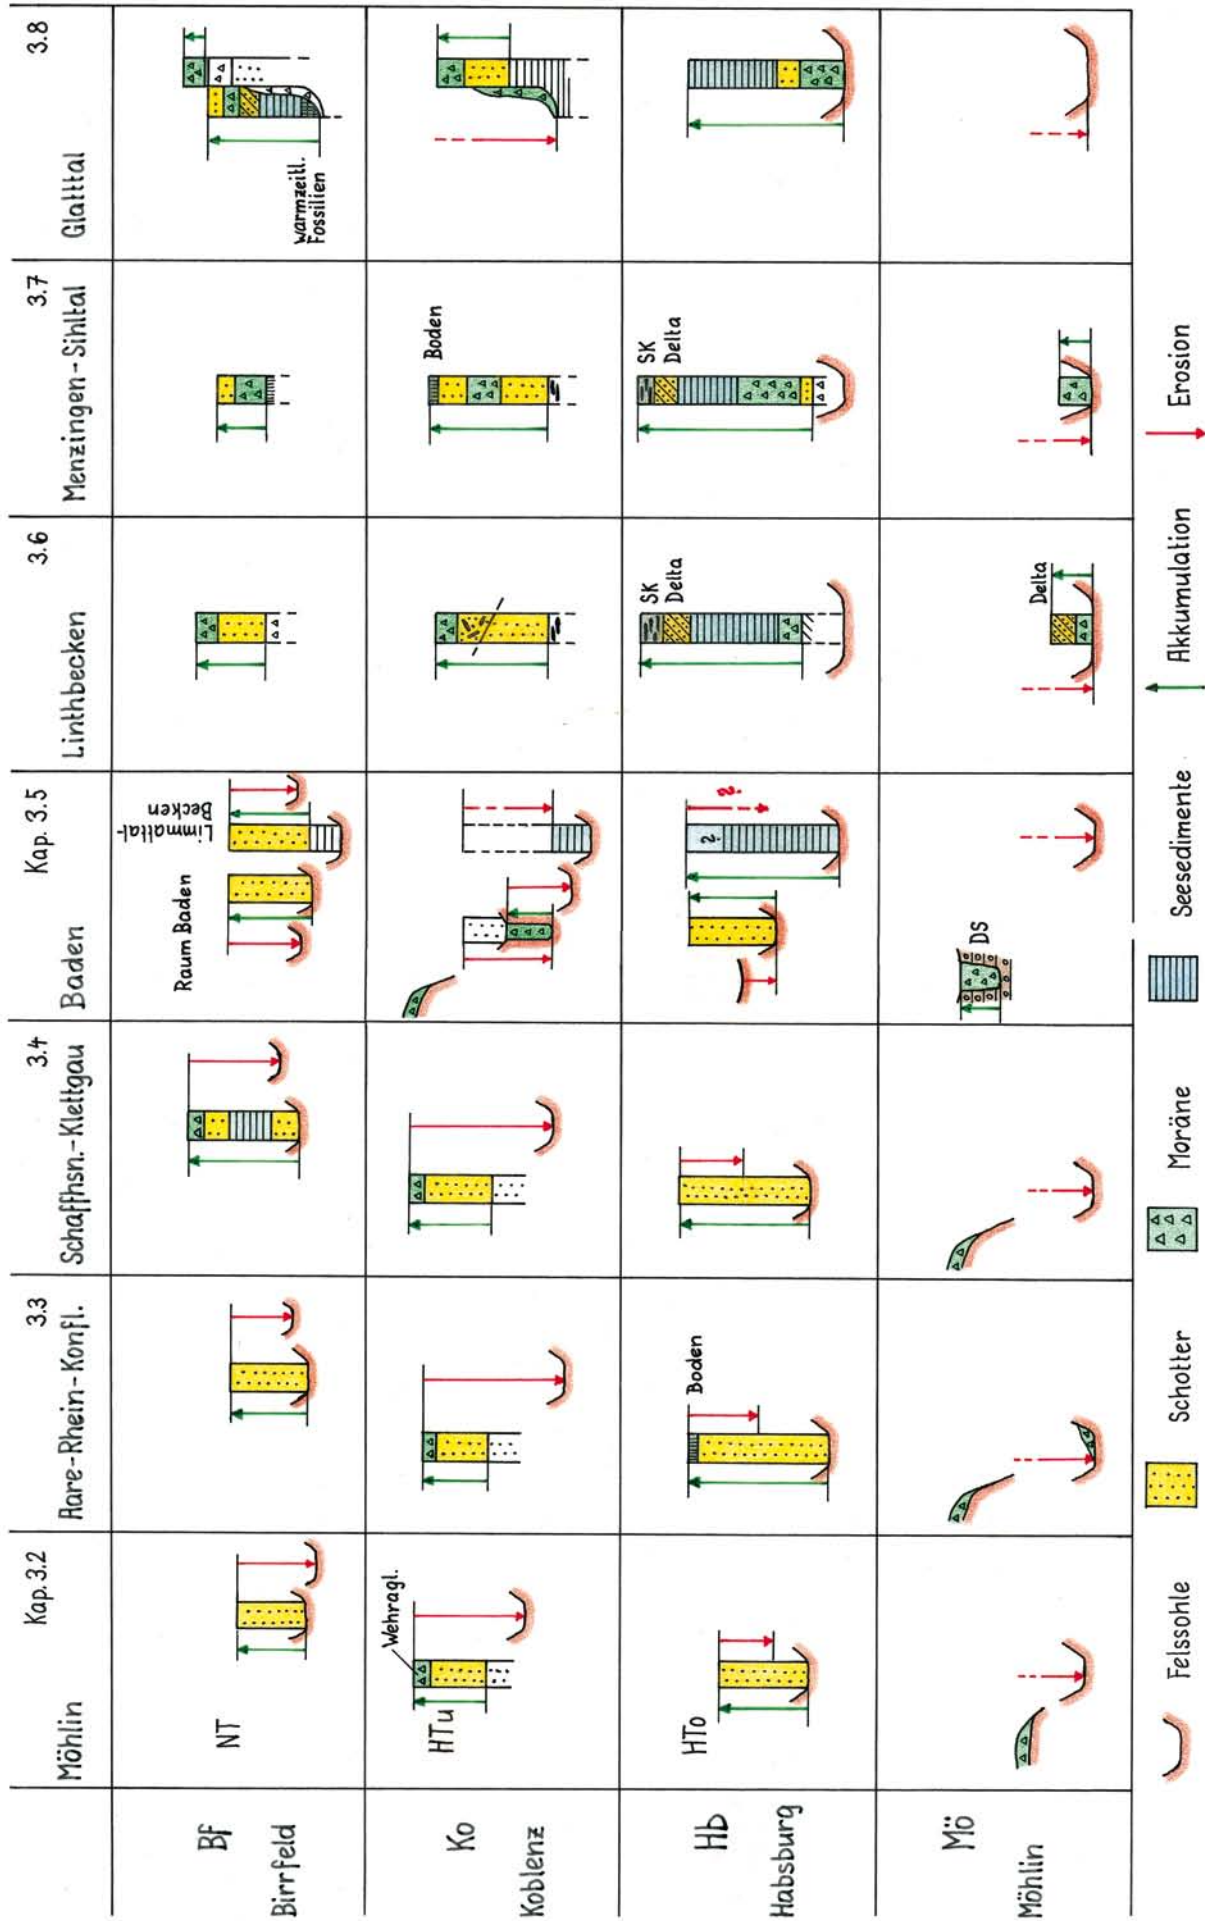 Kap. 3.2
Möhlin
3.3
Aare-Rhein-Konfl.
3.4
Schaffhsn.-Klettgau
Kap. 3.5
Baden
3.6
Linthbecken
3.7
Menzingen-Sihltal
3.8
Glatttal
Bf
Birrfeld
NT
Raum Baden
Limmattal-
Becken
warmzeitl.
Fossilien
Ko
Koblenz
HTu
Wehragl.
Boden
Hb
Habsburg
HTo
Boden
?
?
SK
Delta
SK
Delta
Mö
Möhlin
DS
Delta
Felssohle
Schotter
Moräne
Seesedimente
Akkumulation
Erosion